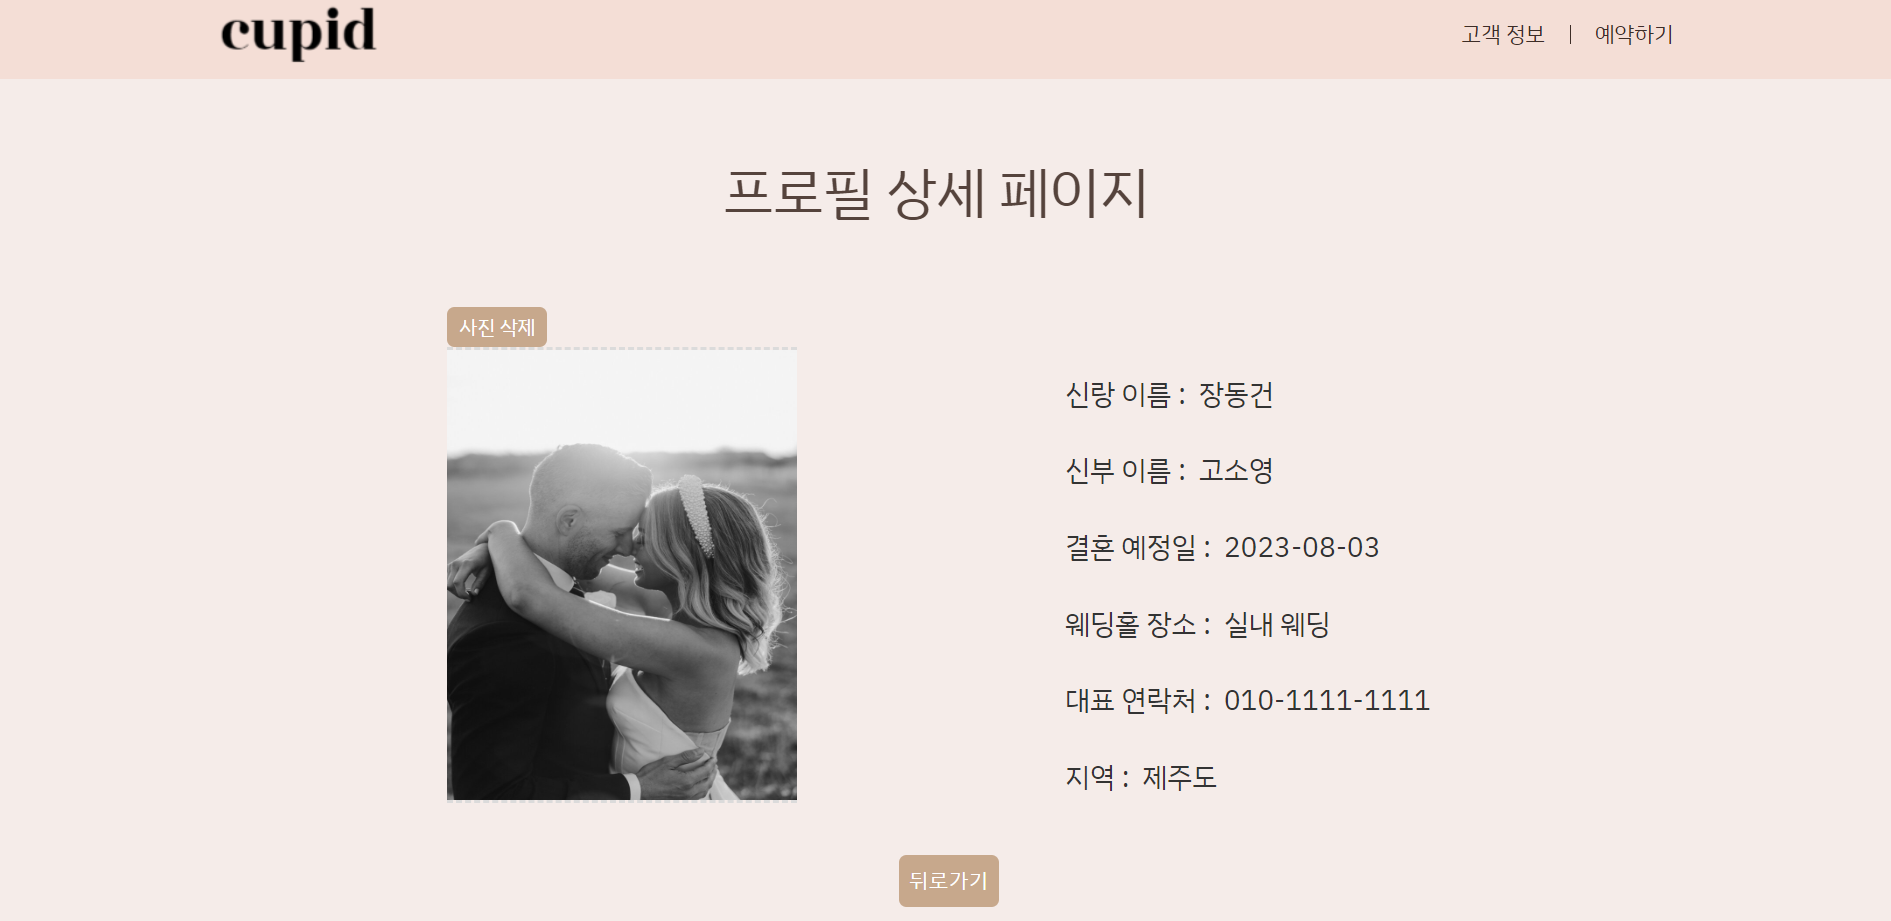 cupid
고객 정보 | 예약하기
프로필 상세 페이지
사진 삭제
신랑 이름 : 장동건
신부 이름 : 고소영
결혼 예정일 : 2023-08-03
웨딩홀 장소 : 실내 웨딩
대표 연락처 : 010-1111-1111
지역 : 제주도
뒤로가기